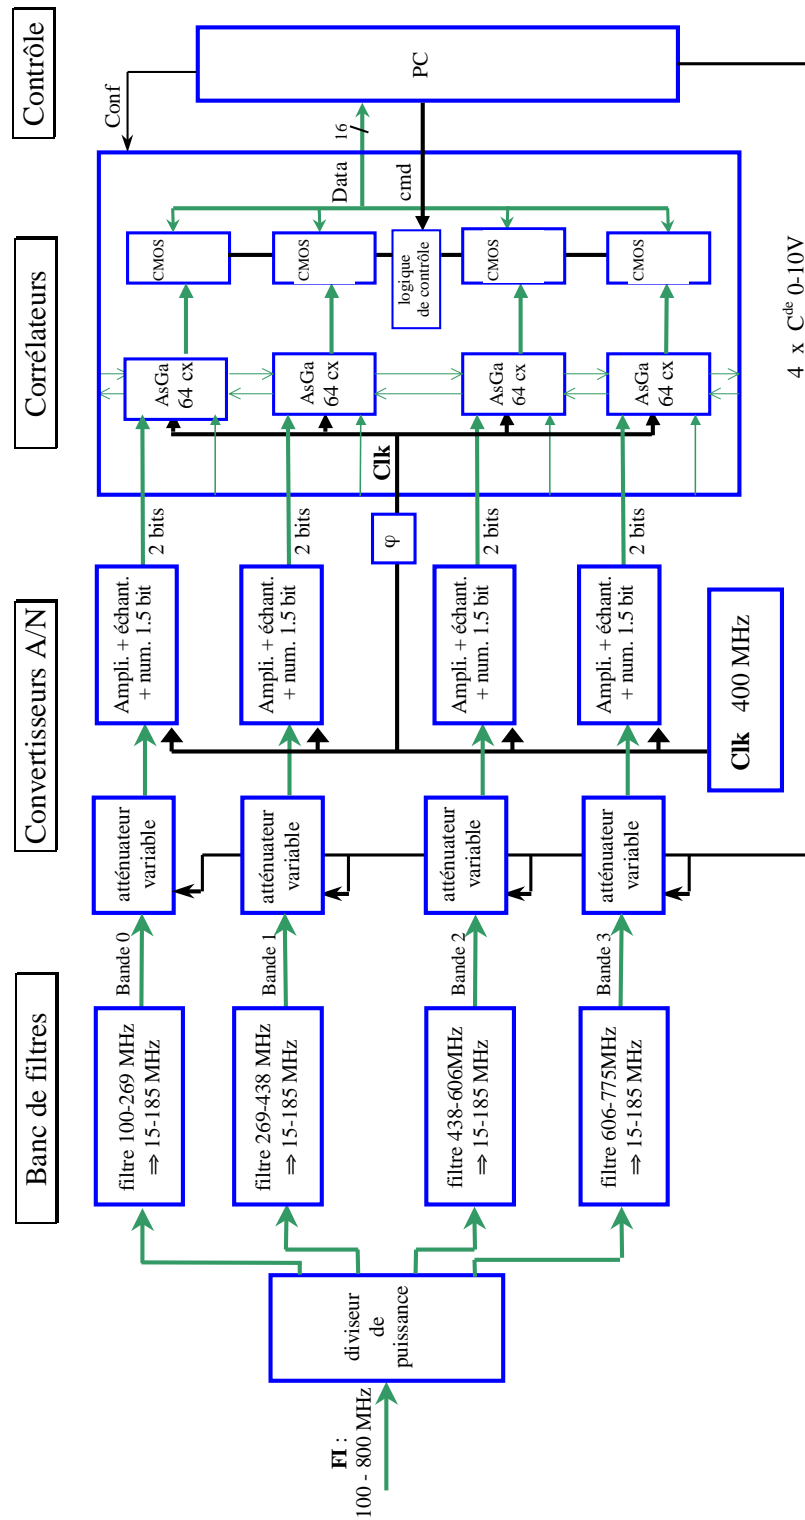 Banc de filtres
Convertisseurs A/N
Corrélateurs
Contrôle
FI :
100 - 800 MHz
diviseur
de
puissance
filtre 100-269 MHz
⇒ 15-185 MHz
Bande 0
atténuateur
variable
Ampli. + échant.
+ num. 1.5 bit
2 bits
AsGa
64 cx
CMOS
filtre 269-438 MHz
⇒ 15-185 MHz
Bande 1
atténuateur
variable
Ampli. + échant.
+ num. 1.5 bit
2 bits
AsGa
64 cx
CMOS
φ
Clk
logique
de contrôle
cmd
Data
16
Conf
PC
filtre 438-606MHz
⇒ 15-185 MHz
Bande 2
atténuateur
variable
Ampli. + échant.
+ num. 1.5 bit
2 bits
AsGa
64 cx
CMOS
filtre 606-775MHz
⇒ 15-185 MHz
Bande 3
atténuateur
variable
Ampli. + échant.
+ num. 1.5 bit
2 bits
AsGa
64 cx
CMOS
Clk 400 MHz
4 x Cde 0-10V